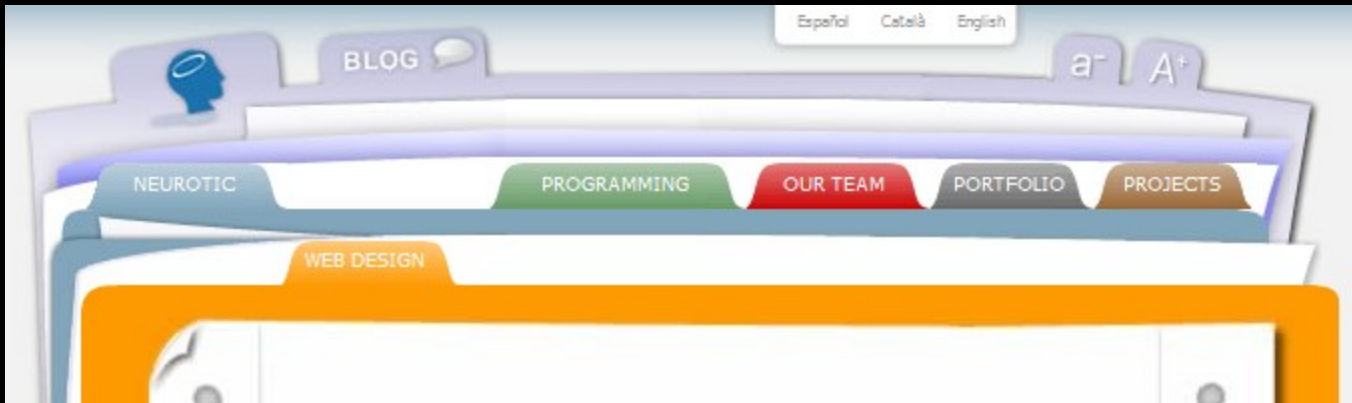 Español Català English
BLOG a⁻ A⁺
NEUROTIC PROGRAMMING OUR TEAM PORTFOLIO PROJECTS
WEB DESIGN